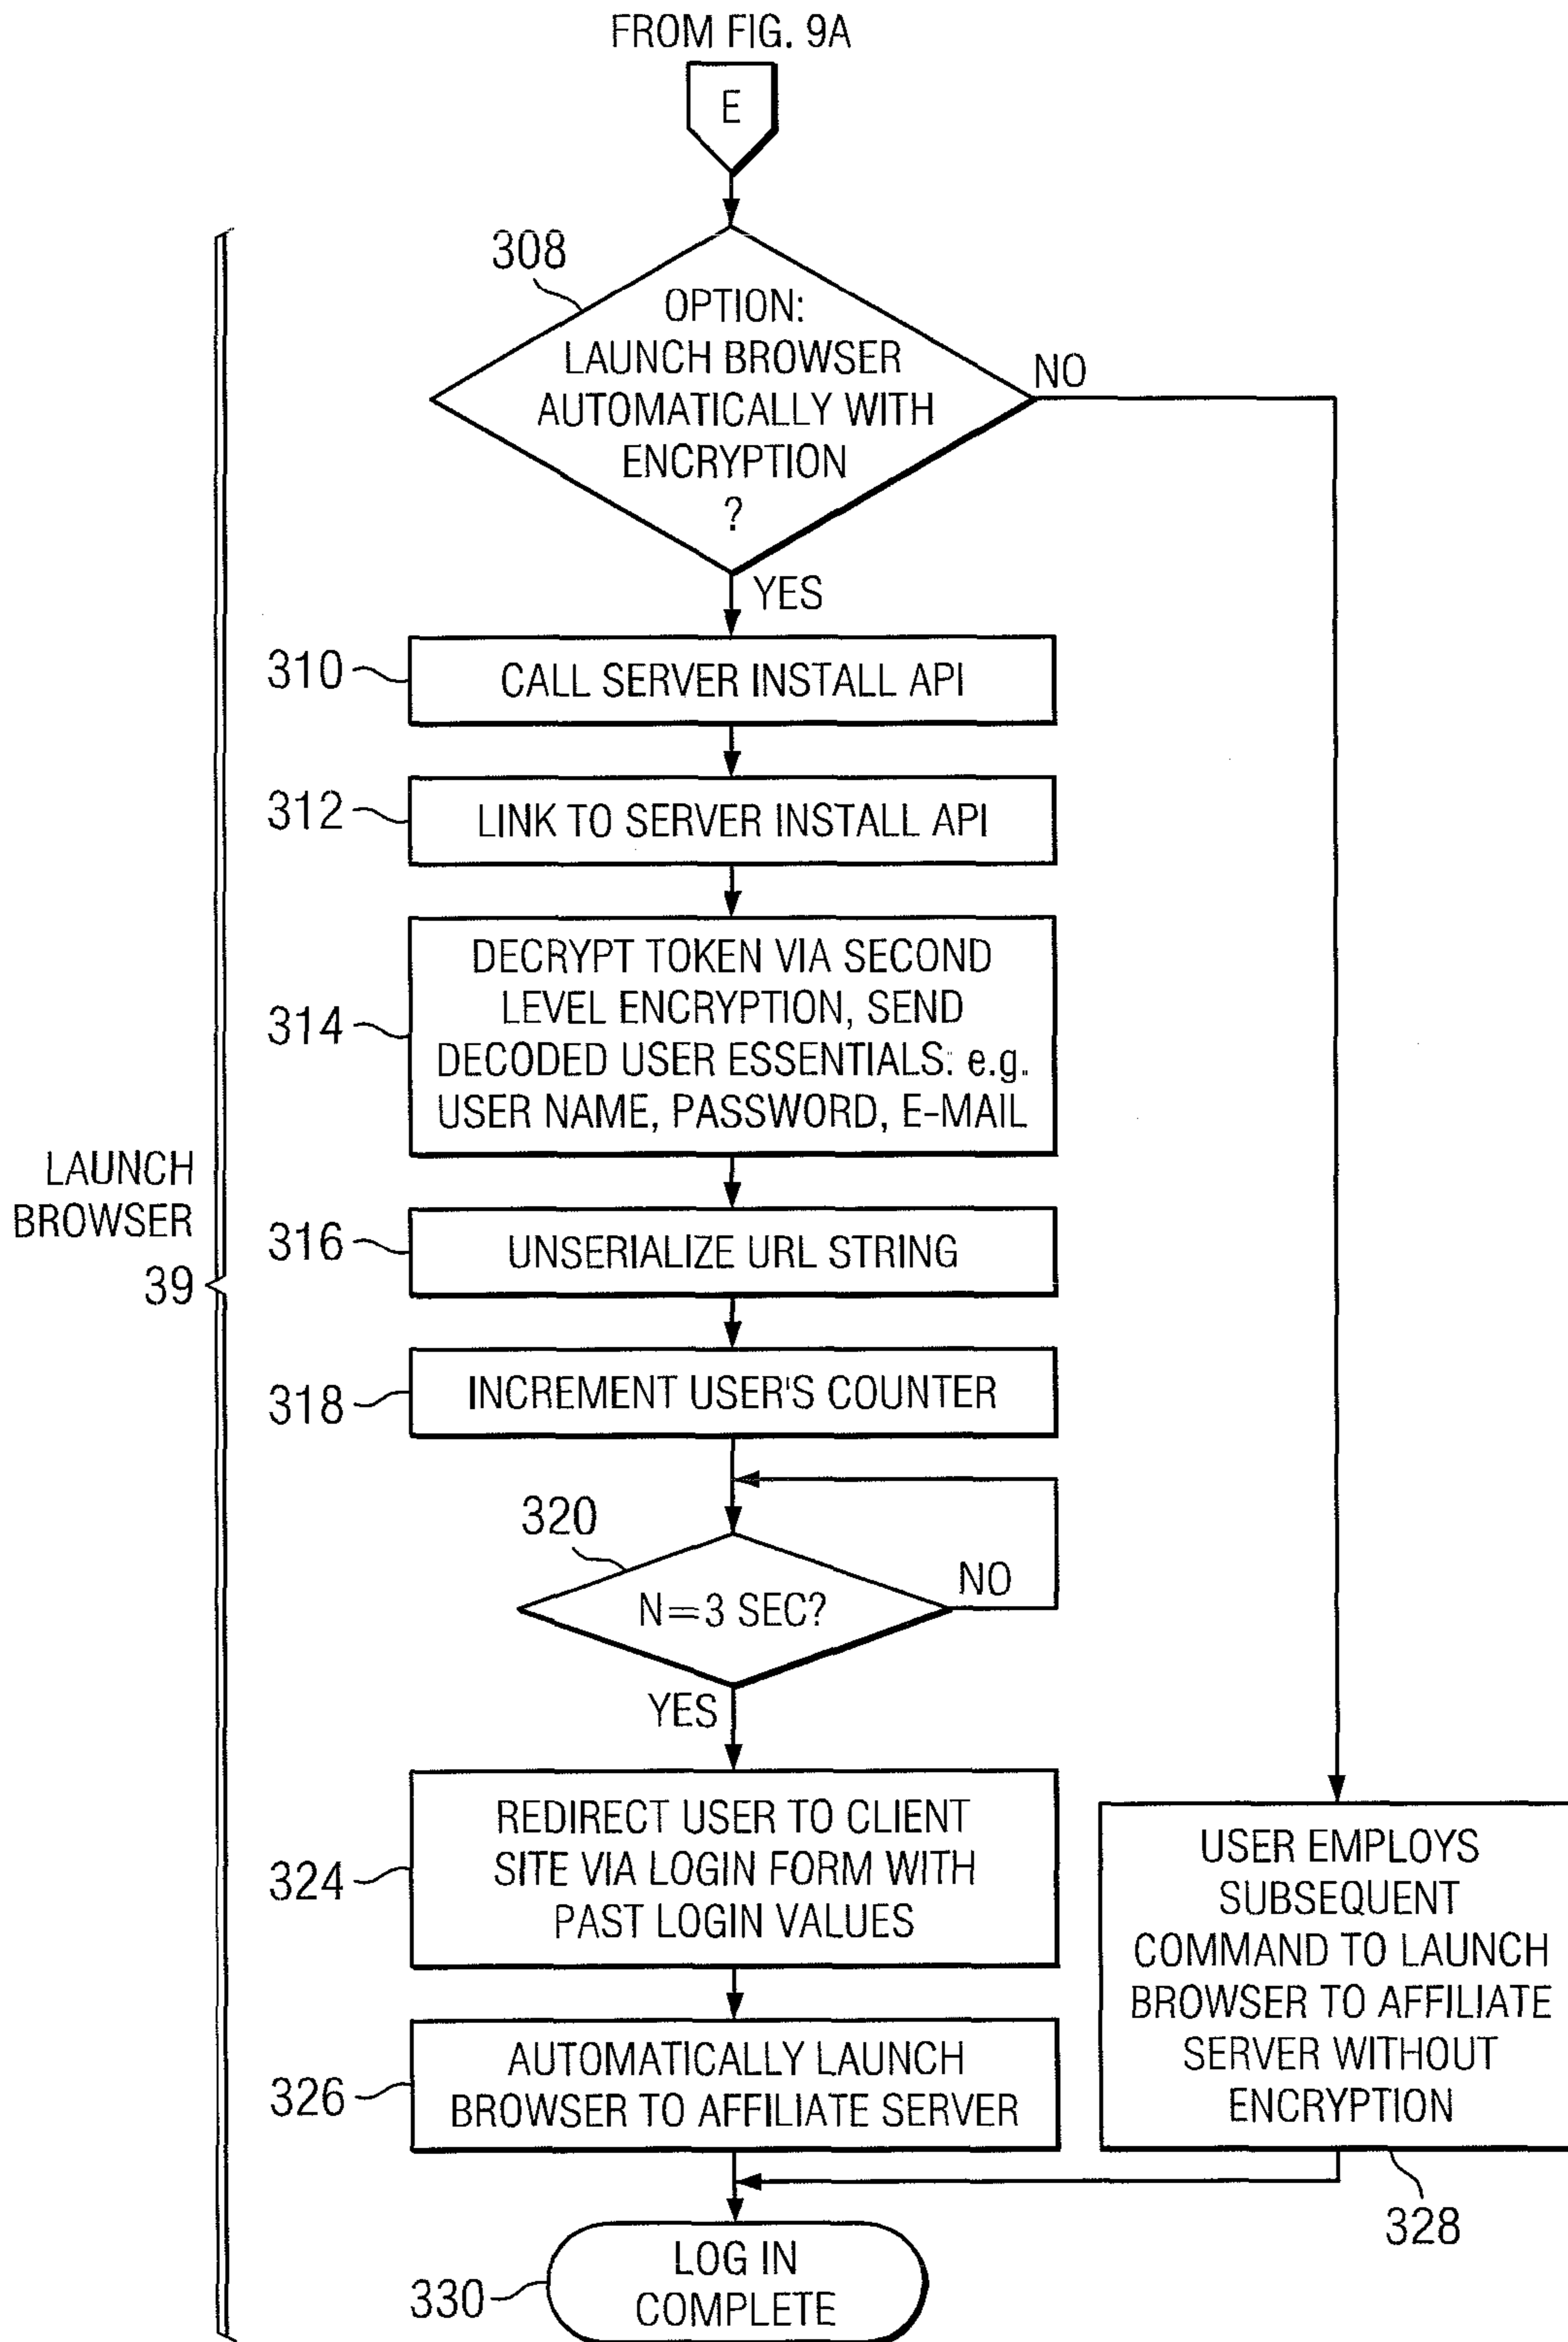 FROM FIG. 9A
E
308
OPTION:
LAUNCH BROWSER
AUTOMATICALLY WITH
ENCRYPTION
?
NO
YES
310
CALL SERVER INSTALL API
312
LINK TO SERVER INSTALL API
314
DECRYPT TOKEN VIA SECOND
LEVEL ENCRYPTION, SEND
DECODED USER ESSENTIALS: e.g.
USER NAME, PASSWORD, E-MAIL
LAUNCH
BROWSER
39
316
UNSERIALIZE URL STRING
318
INCREMENT USER'S COUNTER
320
N=3 SEC?
NO
YES
324
REDIRECT USER TO CLIENT
SITE VIA LOGIN FORM WITH
PAST LOGIN VALUES
326
AUTOMATICALLY LAUNCH
BROWSER TO AFFILIATE SERVER
USER EMPLOYS
SUBSEQUENT
COMMAND TO LAUNCH
BROWSER TO AFFILIATE
SERVER WITHOUT
ENCRYPTION
328
330
LOG IN
COMPLETE